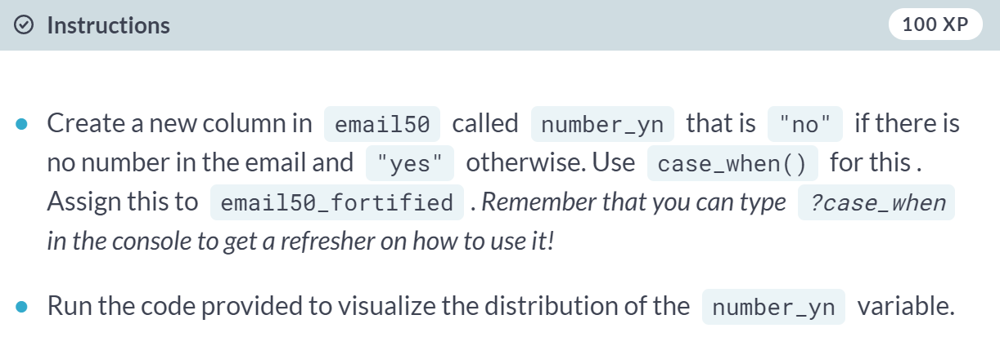 Instructions 100 XP
Create a new column in email50 called number_yn that is "no" if there is
no number in the email and "yes" otherwise. Use case_when() for this .
Assign this to email50_fortified . Remember that you can type ?case_when
in the console to get a refresher on how to use it!
Run the code provided to visualize the distribution of the number_yn variable.